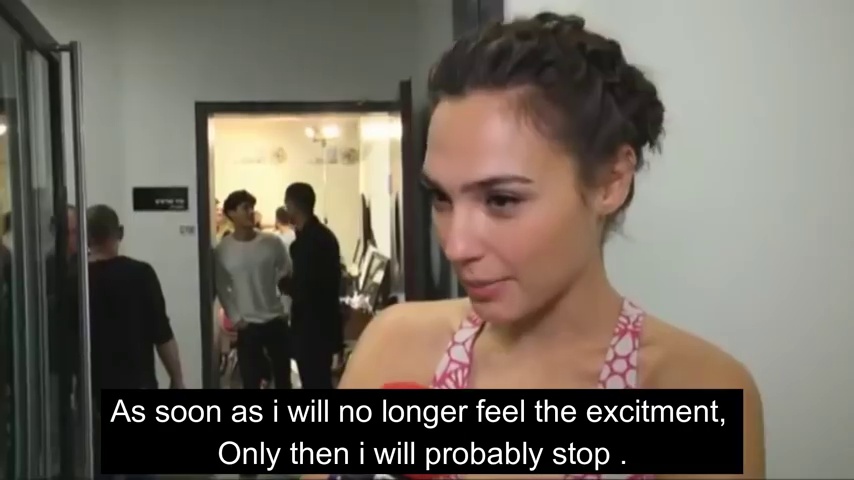 As soon as i will no longer feel the excitment,
Only then i will probably stop .